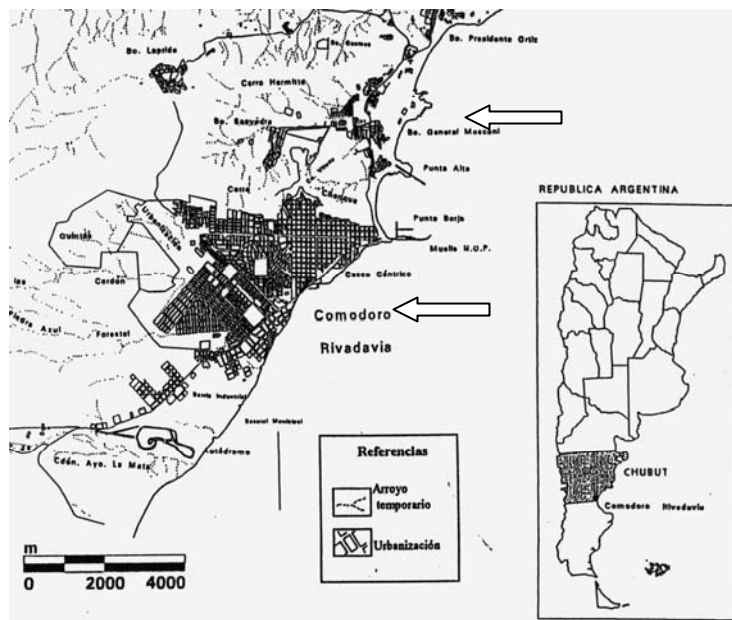 Bo. Laprida
Bo. Presidente Ortiz
Cerro Hermitte
Bo. Saavedra
Bo. General Mosconi
Punta Alta
Cerro
Chenque
Punta Borja
Muelle
Urbanización
Quintas
Cordón
Forestal
Casco Céntrico
Comodoro
Rivadavia
Azul
Industrial
Municipal
Autódromo
Cdón. Ayo. La Mata
m
0 2000 4000
Referencias
Arroyo
temporario
Urbanización
REPUBLICA ARGENTINA
CHUBUT
Comodoro Rivadavia